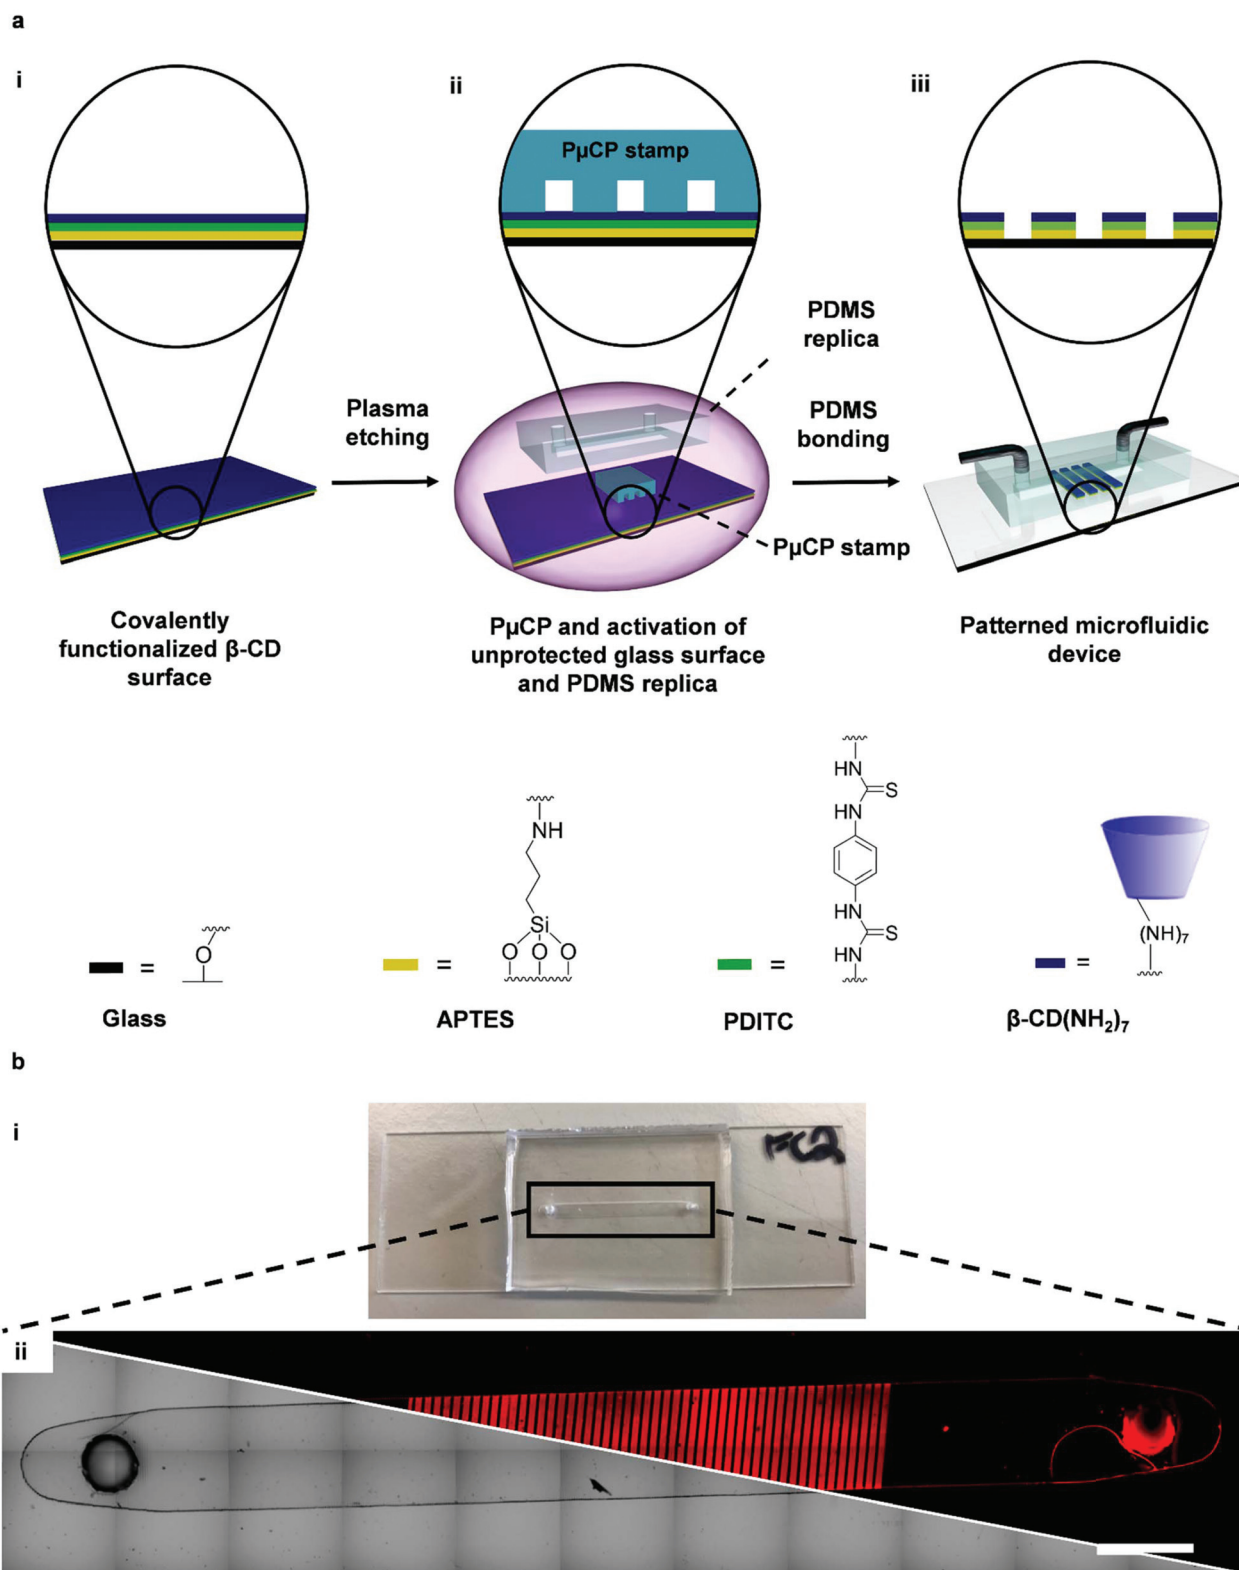 a
i
ii
iii
PµCP stamp
PDMS
replica
Plasma
etching
PDMS
bonding
PµCP stamp
Covalently
functionalized β-CD
surface
PµCP and activation of
unprotected glass surface
and PDMS replica
Patterned microfluidic
device
= O
Glass
= NH Si O O O
APTES
= HN S HN HN S HN
PDITC
= (NH)₇
β-CD(NH₂)₇
b
i
FC2
ii